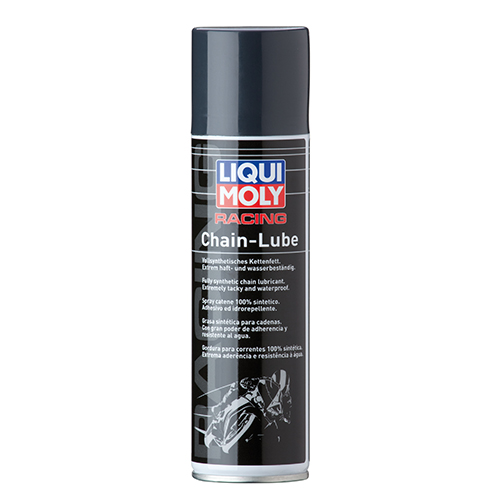 LIQUI
MOLY
RACING
Chain-Lube
Vollsynthetisches Kettenfett.
Extrem haft- und wasserbeständig.
Fully synthetic chain lubricant.
Extremely tacky and waterproof.
Spray catene 100% sintetico.
Adhesivo ed idrorepellente.
Grasa sintética para cadenas.
Con gran poder de adherencia y
resistente al agua.
Gordura para correntes 100% sintética.
Extrema aderência e resistência à água.
RACING